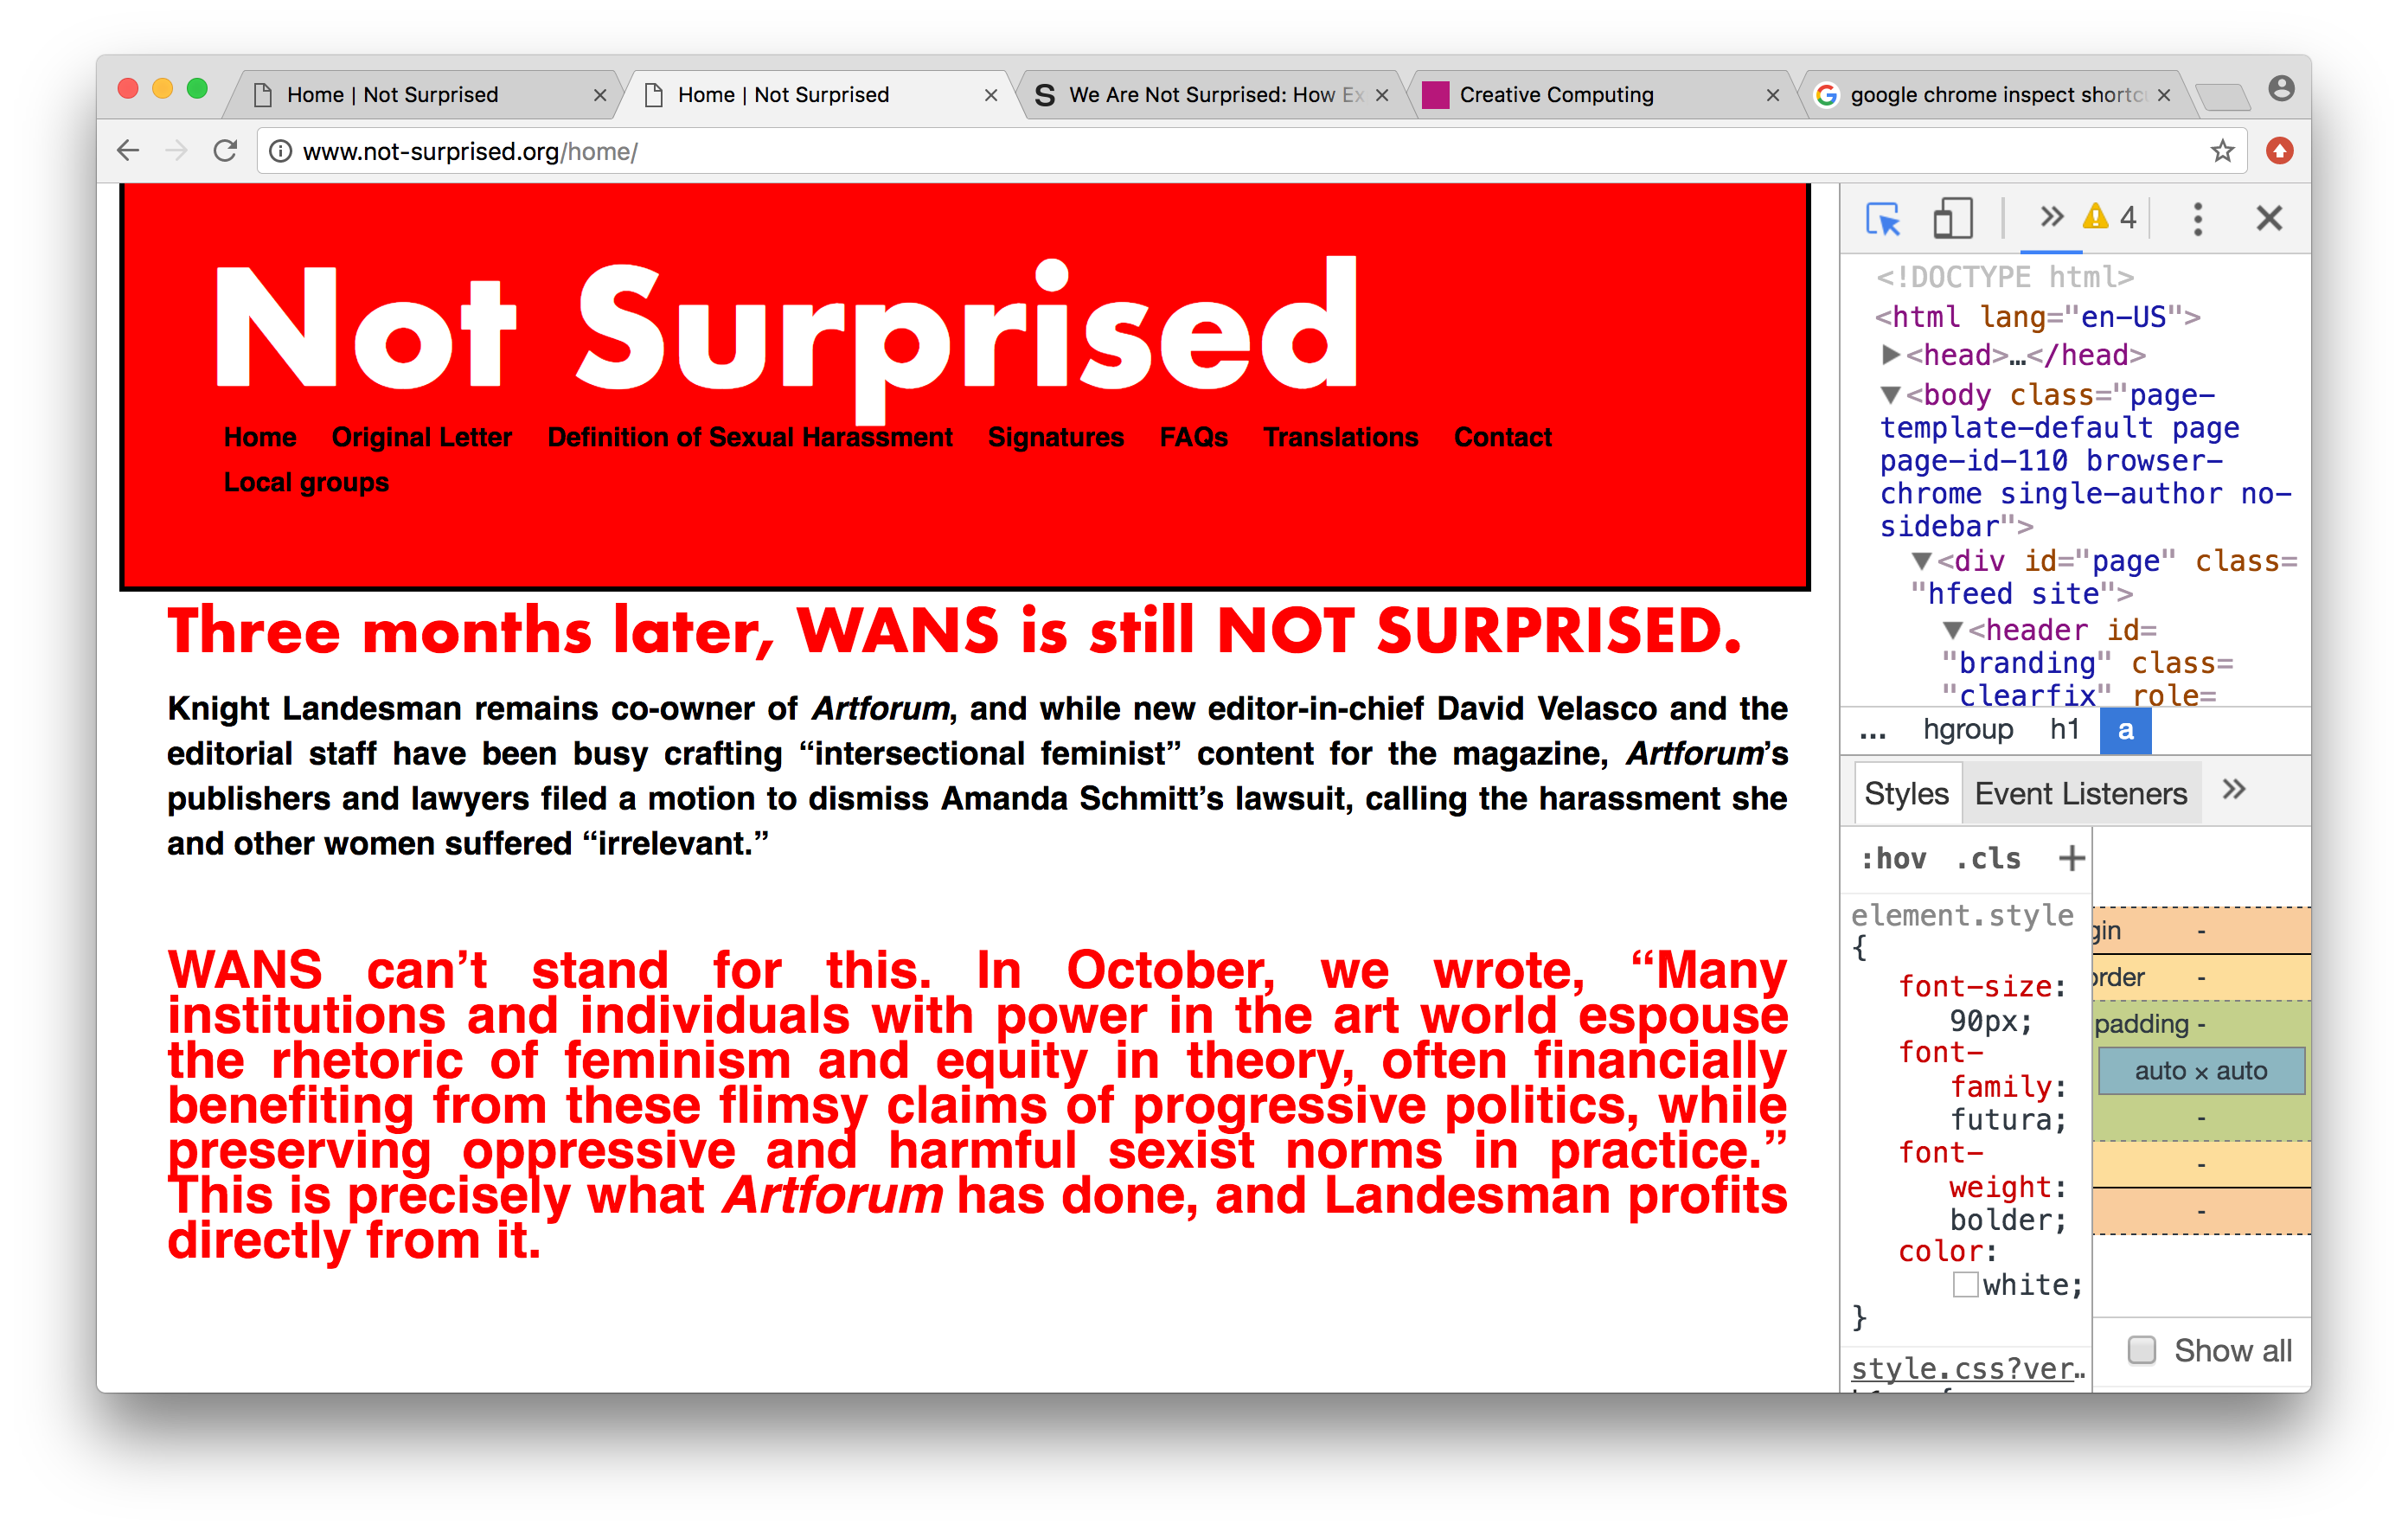 Home | Not Surprised
Home | Not Surprised
We Are Not Surprised: How Ex
Creative Computing
google chrome inspect shortc
www.not-surprised.org/home/
Not Surprised
Home Original Letter Definition of Sexual Harassment Signatures FAQs Translations Contact
Local groups
Three months later, WANS is still NOT SURPRISED.
Knight Landesman remains co-owner of Artforum, and while new editor-in-chief David Velasco and the
editorial staff have been busy crafting “intersectional feminist” content for the magazine, Artforum’s
publishers and lawyers filed a motion to dismiss Amanda Schmitt’s lawsuit, calling the harassment she
and other women suffered “irrelevant.”
WANS can’t stand for this. In October, we wrote, “Many
institutions and individuals with power in the art world espouse
the rhetoric of feminism and equity in theory, often financially
benefiting from these flimsy claims of progressive politics, while
preserving oppressive and harmful sexist norms in practice.”
This is precisely what Artforum has done, and Landesman profits
directly from it.
4
<!DOCTYPE html>
<html lang="en-US">
<head>…</head>
<body class="page-
template-default page
page-id-110 browser-
chrome single-author no-
sidebar">
<div id="page" class=
"hfeed site">
<header id=
"branding" class=
"clearfix" role=
... hgroup h1 a
Styles Event Listeners
:hov .cls +
element.style
{
font-size:
90px;
font-
family:
futura;
font-
weight:
bolder;
color:
white;
}
style.css?ver…
gin -
order -
padding -
auto × auto
-
-
-
Show all